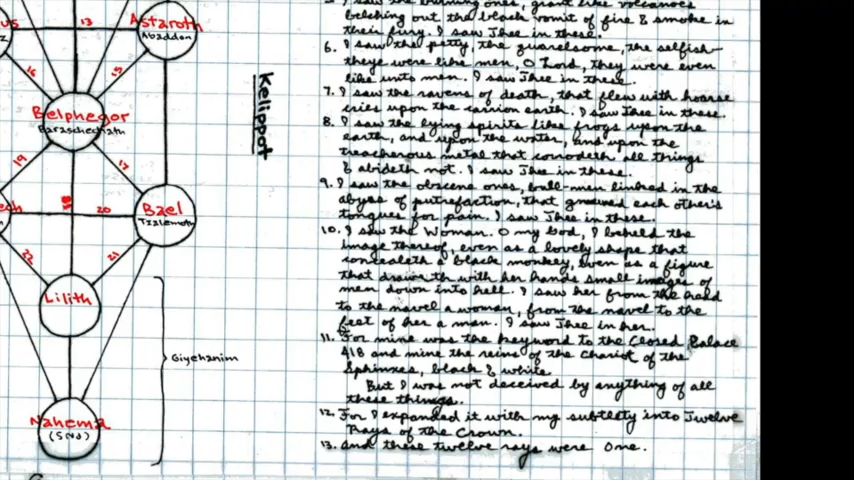 Astaroth
Abaddon
13
16
15
Belphegor
19
17
18
20
Bael
22
21
Lilith
Giyehanim
Nahema
Kelippot
belching out the black vomit of fire & smoke in
their fury. I saw Thee in these.
6. I saw the petty, the quarrelsome, the selfish—
they were like men, O Lord, they were even
like unto men. I saw Thee in these.
7. I saw the ravens of death, that flew with hoarse
cries upon the carrion earth. I saw Thee in these.
8. I saw the lying spirits like frogs upon the
earth, and upon the water, and upon the
treacherous metal that corrodeth all things
& abideth not. I saw Thee in these.
9. I saw the obscene ones, bull-men linked in the
abyss of putrefaction, that gnawed each other's
tongues for pain. I saw Thee in these.
10. I saw the Woman. O my God, I beheld the
image thereof, even as a lovely shape that
concealeth a black monkey, even as a figure
that draweth with her hands small images of
men down into hell. I saw her from the head
to the navel a woman, from the navel to the
feet of her a man. I saw Thee in her.
11. For mine was the keyword to the Closed Palace
418 and mine the reins of the Chariot of the
Sphinxes, black & white.
But I was not deceived by anything of all
these things.
12. For I expanded it with my subtlety into Twelve
Rays of the Crown.
13. And these twelve rays were One.